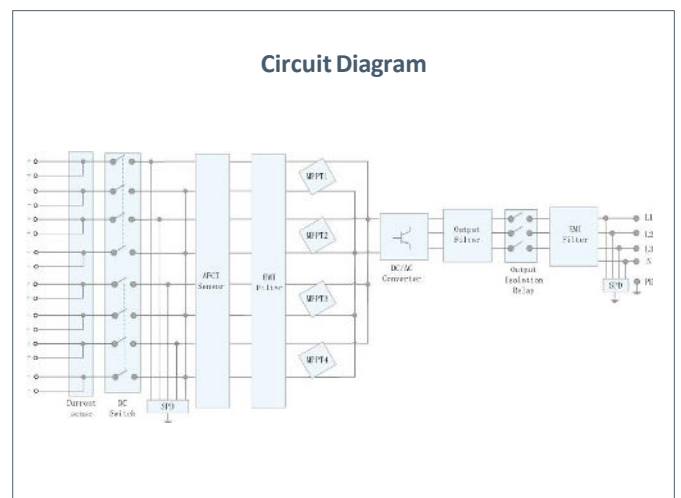 Circuit Diagram
MPPT1
MPPT2
MPPT3
MPPT4
AFCI
Sensor
EMI
Filter
DC/AC
Converter
Output
Filter
Output
Isolation
Relay
EMI
Filter
L1
L2
L3
N
PE
SPD
Current
sensor
DC
Switch
SPD